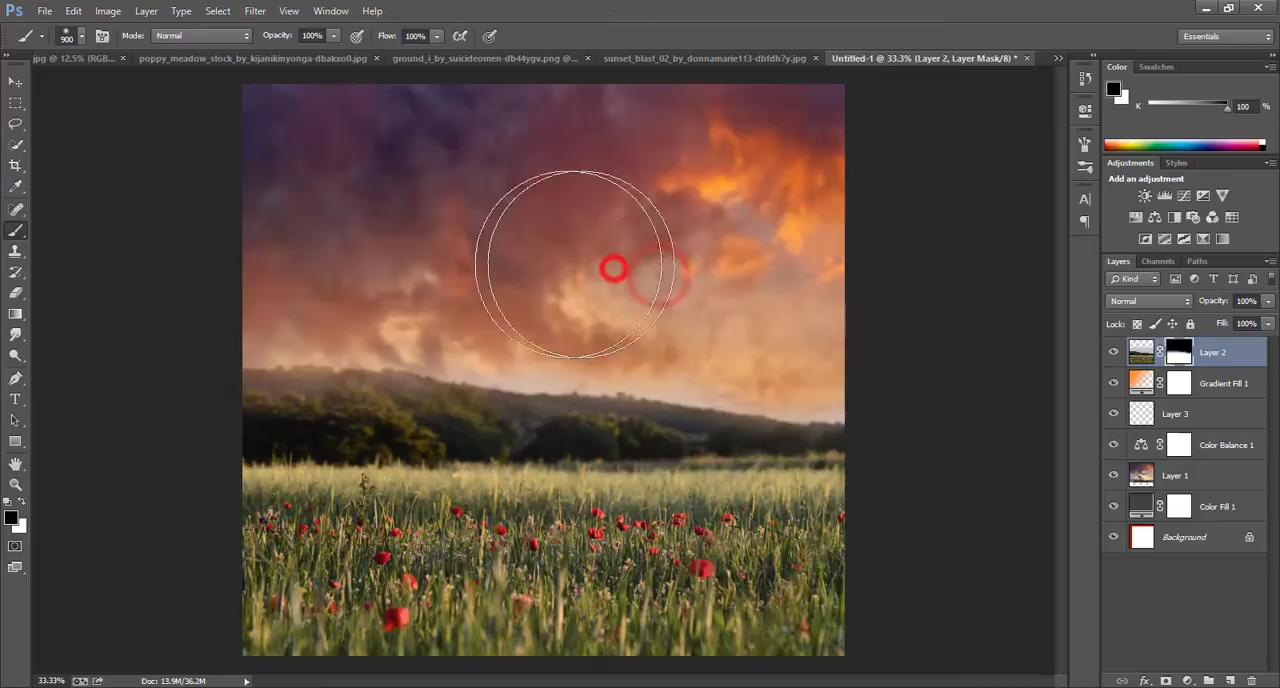 Ps File Edit Image Layer Type Select Filter View Window Help
900 Mode: Normal Opacity: 100% Flow: 100% Essentials
jpg @ 12.5% (RGB... × poppy_meadow_stock_by_kijanikinyonga-dbalxx0.jpg × ground_i_by_suicideomen-db44ygv.png @... × sunset_blast_02_by_donnamarie113-dbfdh7y.jpg × Untitled-1 @ 33.3% (Layer 2, Layer Mask/8) * ×
Color Swatches
K 100 %
Adjustments Styles
Add an adjustment
Layers Channels Paths
Kind
Normal Opacity: 100%
Lock: Fill: 100%
Layer 2
Gradient Fill 1
Layer 3
Color Balance 1
Layer 1
Color Fill 1
Background
33.33% Doc: 13.9M/36.2M